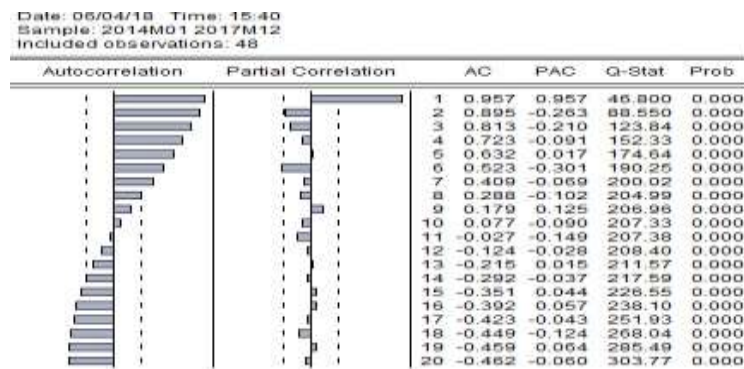 Date: 06/04/18 Time: 15:40
Sample: 2014M01 2017M12
Included observations: 48
Autocorrelation Partial Correlation AC PAC Q-Stat Prob
1 0.957 0.957 46.800 0.000
2 0.895 -0.263 88.550 0.000
3 0.813 -0.210 123.84 0.000
4 0.723 -0.091 152.33 0.000
5 0.632 0.017 174.64 0.000
6 0.523 -0.301 190.25 0.000
7 0.409 -0.069 200.02 0.000
8 0.288 -0.102 204.99 0.000
9 0.179 0.125 206.96 0.000
10 0.077 -0.090 207.33 0.000
11 -0.027 -0.149 207.38 0.000
12 -0.124 -0.028 208.40 0.000
13 -0.215 0.015 211.57 0.000
14 -0.292 -0.037 217.59 0.000
15 -0.351 0.044 226.55 0.000
16 -0.392 0.057 238.10 0.000
17 -0.423 -0.043 251.93 0.000
18 -0.449 -0.124 268.04 0.000
19 -0.459 0.064 285.49 0.000
20 -0.462 -0.060 303.77 0.000